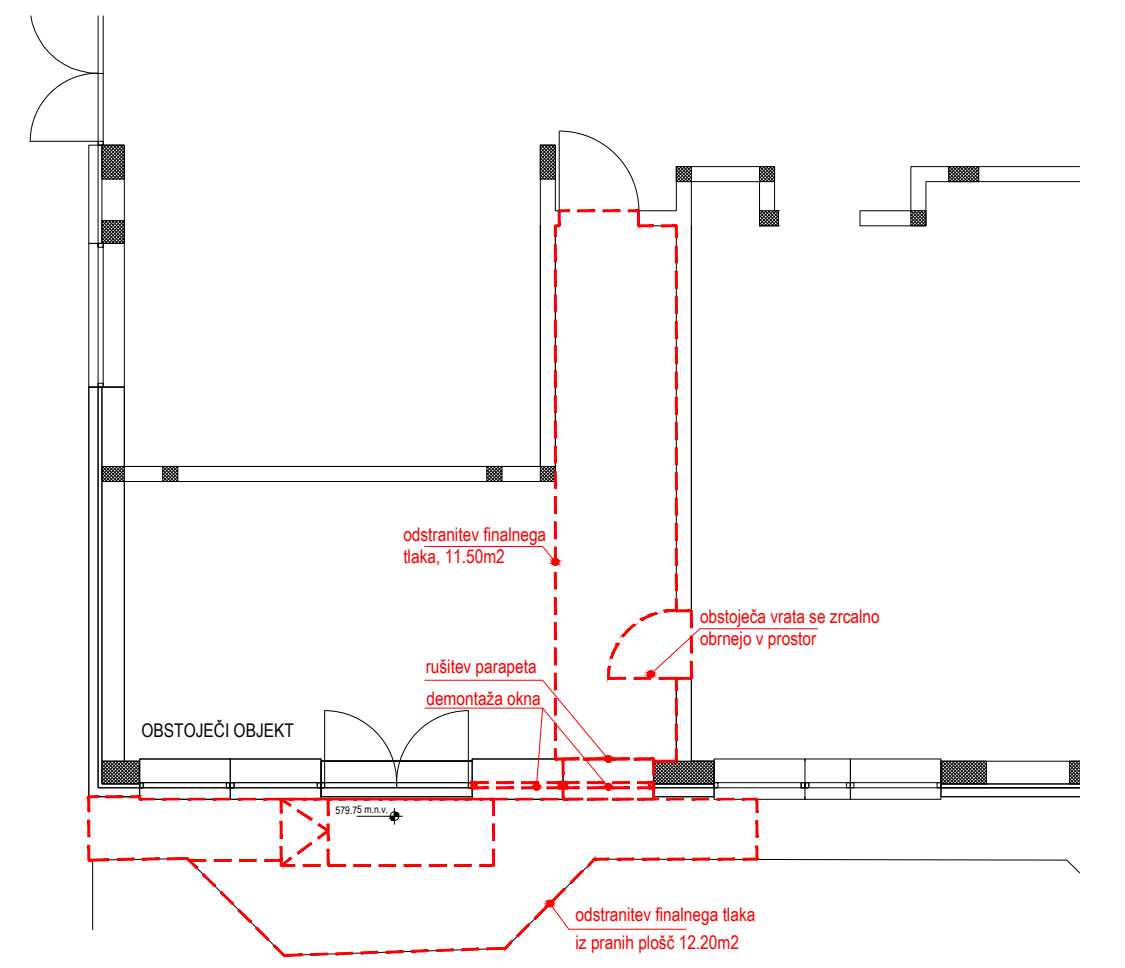 odstranitev finalnega
tlaka, 11.50m2
obstoječa vrata se zrcalno
obrnejo v prostor
rušitev parapeta
demontaža okna
OBSTOJEČI OBJEKT
579.75 m.n.v.
odstranitev finalnega tlaka
iz pranih plošč 12.20m2